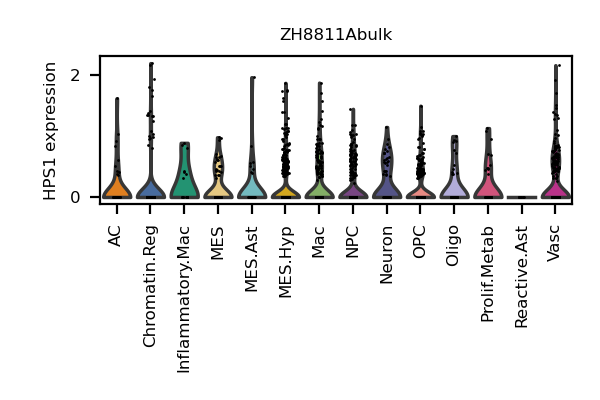 ZH8811Abulk
HPS1 expression
2
0
AC
Chromatin.Reg
Inflammatory.Mac
MES
MES.Ast
MES.Hyp
Mac
NPC
Neuron
OPC
Oligo
Prolif.Metab
Reactive.Ast
Vasc